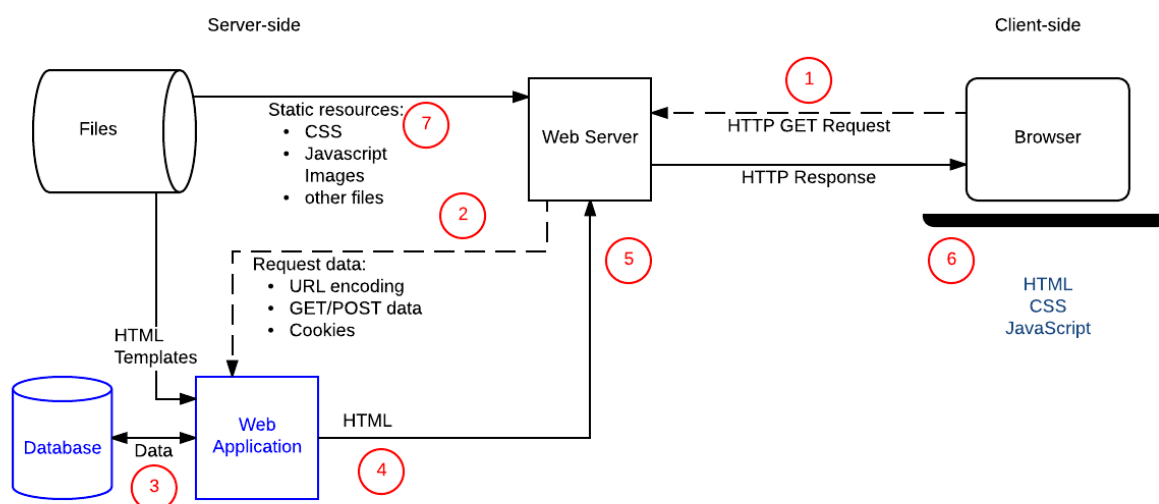 Server-side
Client-side
Files
Static resources:
• CSS
• Javascript
Images
• other files
7
Web Server
1
HTTP GET Request
HTTP Response
Browser
2
5
6
Request data:
• URL encoding
• GET/POST data
• Cookies
HTML
CSS
JavaScript
HTML
Templates
Database
Data
3
Web
Application
HTML
4